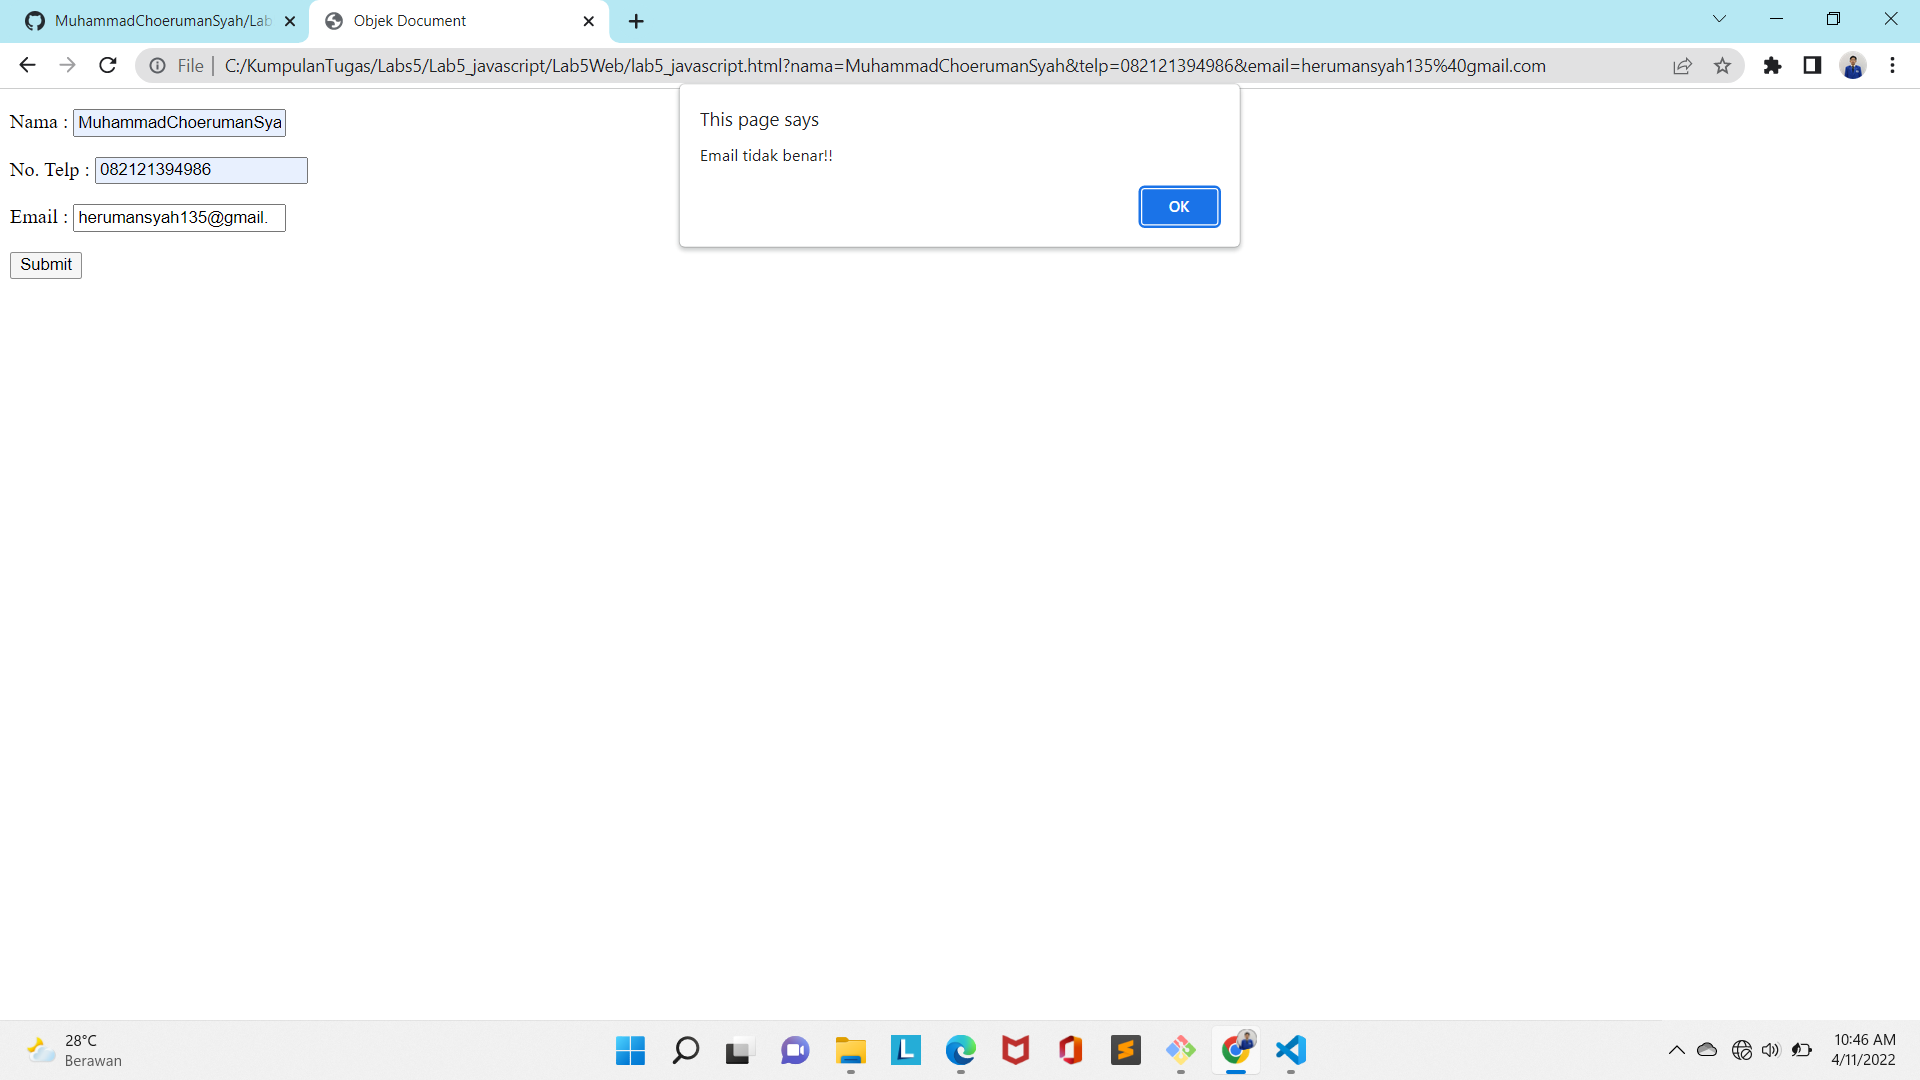 MuhammadChoerumanSyah/Lab
Objek Document
File | C:/KumpulanTugas/Labs5/Lab5_javascript/Lab5Web/lab5_javascript.html?nama=MuhammadChoerumanSyah&telp=082121394986&email=herumansyah135%40gmail.com
This page says
Email tidak benar!!
OK
Nama : MuhammadChoerumanSya
No. Telp : 082121394986
Email : herumansyah135@gmail.
Submit
28°C
Berawan
10:46 AM
4/11/2022